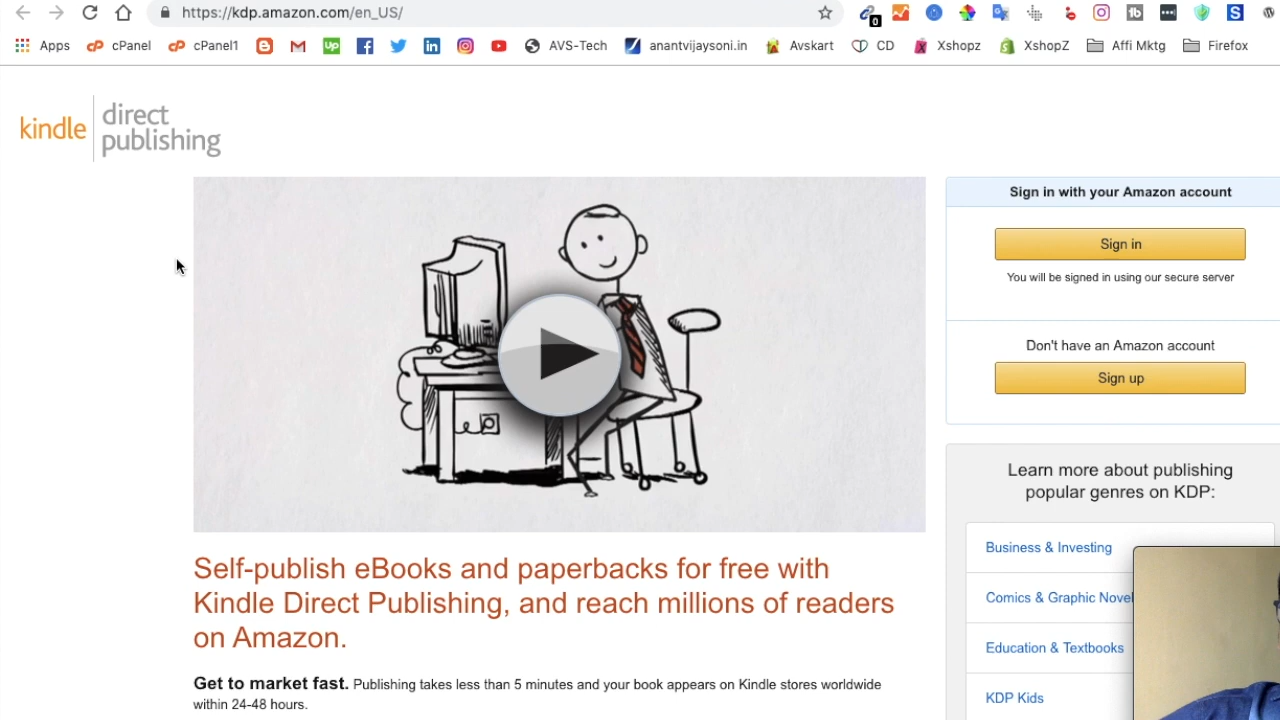 https://kdp.amazon.com/en_US/
0
Apps cPanel cPanel1 AVS-Tech anantvijaysoni.in Avskart CD Xshopz XshopZ Affi Mktg Firefox
kindle direct publishing
Sign in with your Amazon account
Sign in
You will be signed in using our secure server
Don't have an Amazon account
Sign up
Learn more about publishing
popular genres on KDP:
Business & Investing
Comics & Graphic Novel
Education & Textbooks
KDP Kids
Self-publish eBooks and paperbacks for free with
Kindle Direct Publishing, and reach millions of readers
on Amazon.
Get to market fast. Publishing takes less than 5 minutes and your book appears on Kindle stores worldwide
within 24-48 hours.